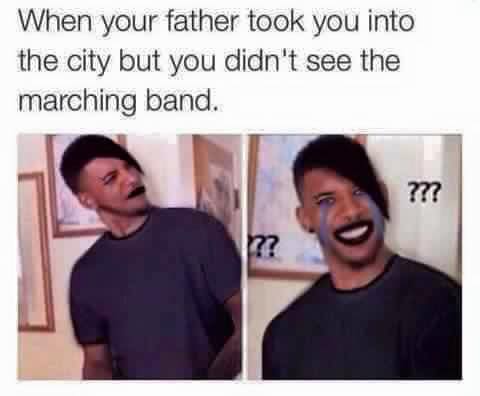 When your father took you into
the city but you didn't see the
marching band.
???
??